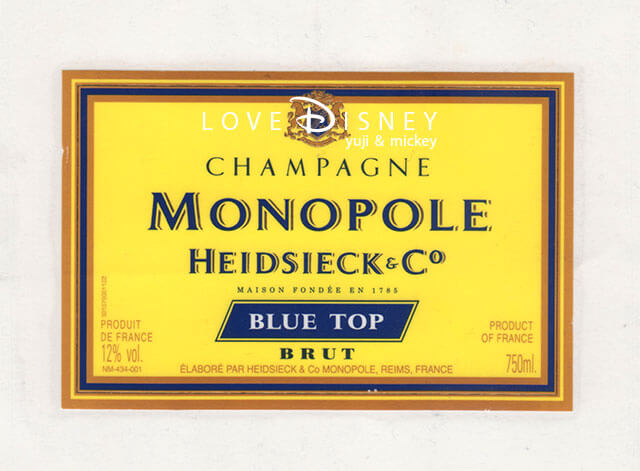 LOVE DISNEY
yuji & mickey
CHAMPAGNE
MONOPOLE
HEIDSIECK & Cº
MAISON FONDÉE EN 1785
BLUE TOP
BRUT
PRODUIT
DE FRANCE
12% vol.
NM-434-001
PRODUCT
OF FRANCE
750ml.
ÉLABORÉ PAR HEIDSIECK & Co MONOPOLE, REIMS, FRANCE